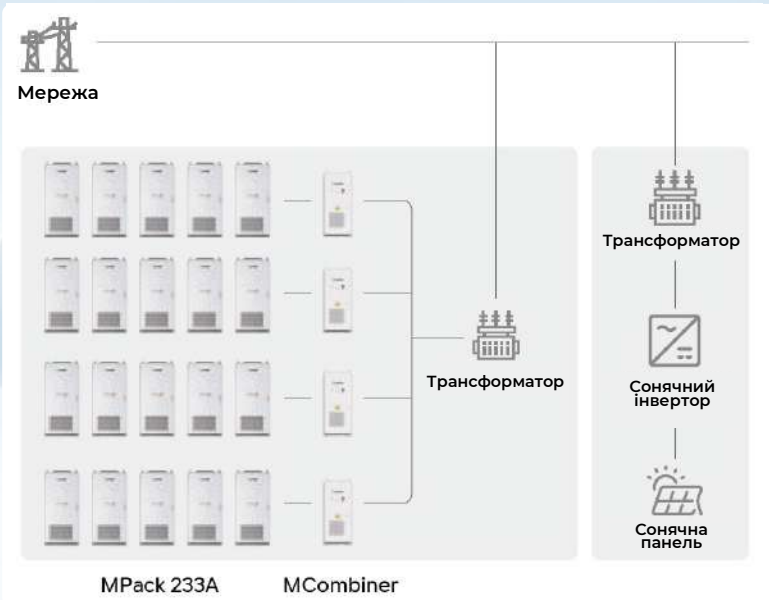 Мережа
Трансформатор
Трансформатор
Сонячний
інвертор
Сонячна
панель
MPack 233A
MCombiner